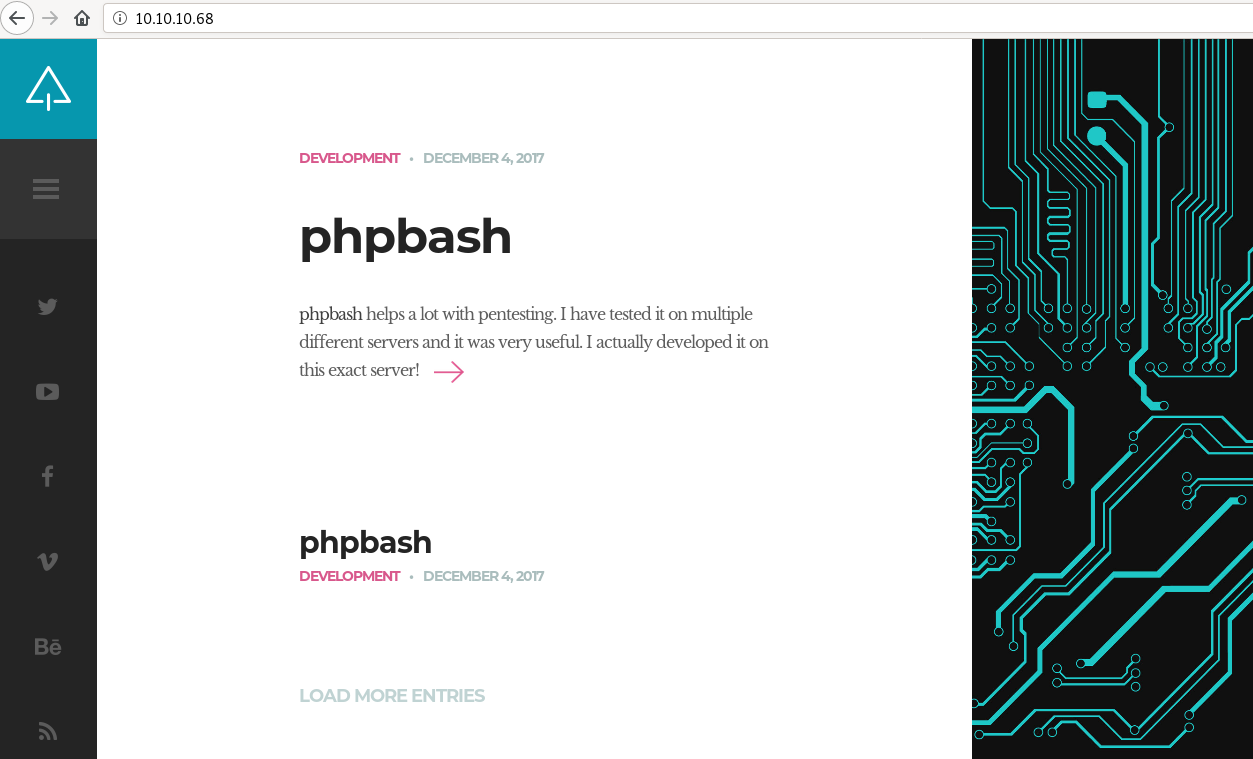 10.10.10.68
DEVELOPMENT • DECEMBER 4, 2017
phpbash
phpbash helps a lot with pentesting. I have tested it on multiple
different servers and it was very useful. I actually developed it on
this exact server!
phpbash
DEVELOPMENT • DECEMBER 4, 2017
Bē
LOAD MORE ENTRIES